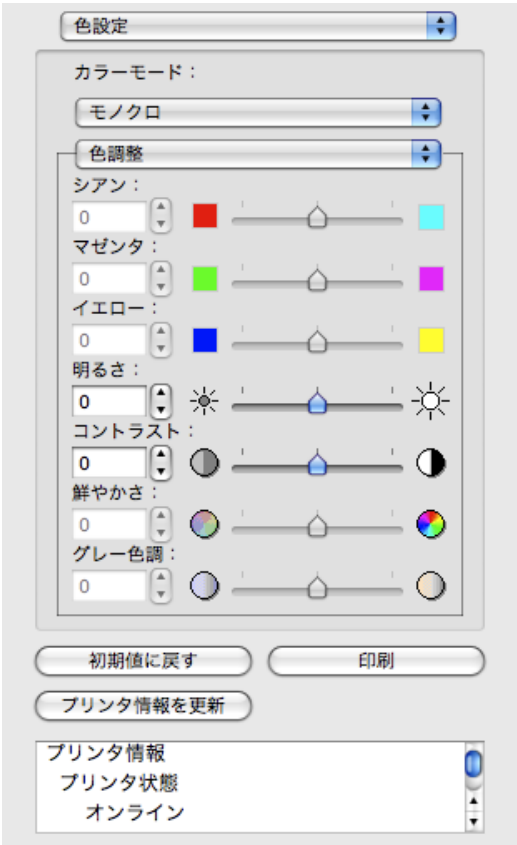 色設定
カラーモード：
モノクロ
色調整
シアン：
0
マゼンタ：
0
イエロー：
0
明るさ：
0
コントラスト：
0
鮮やかさ：
0
グレー色調：
0
初期値に戻す 印刷
プリンタ情報を更新
プリンタ情報
プリンタ状態
オンライン